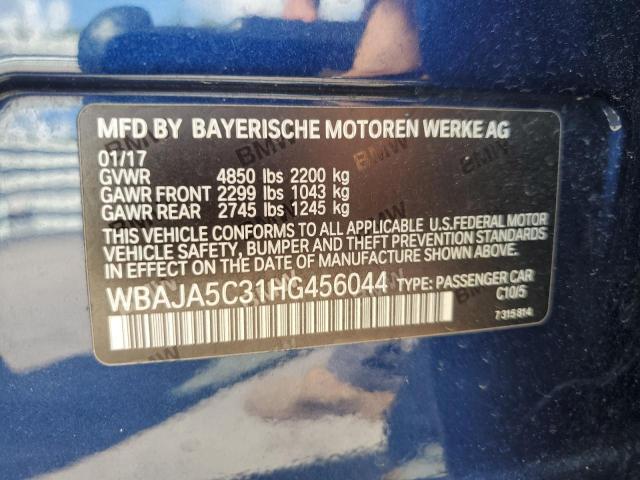 MFD BY BAYERISCHE MOTOREN WERKE AG
01/17
GVWR 4850 lbs 2200 kg
GAWR FRONT 2299 lbs 1043 kg
GAWR REAR 2745 lbs 1245 kg
THIS VEHICLE CONFORMS TO ALL APPLICABLE U.S.FEDERAL MOTOR
VEHICLE SAFETY, BUMPER AND THEFT PREVENTION STANDARDS
IN EFFECT ON THE DATE OF MANUFACTURE SHOWN ABOVE.
WBAJA5C31HG456044 TYPE: PASSENGER CAR
C10/5
7315814